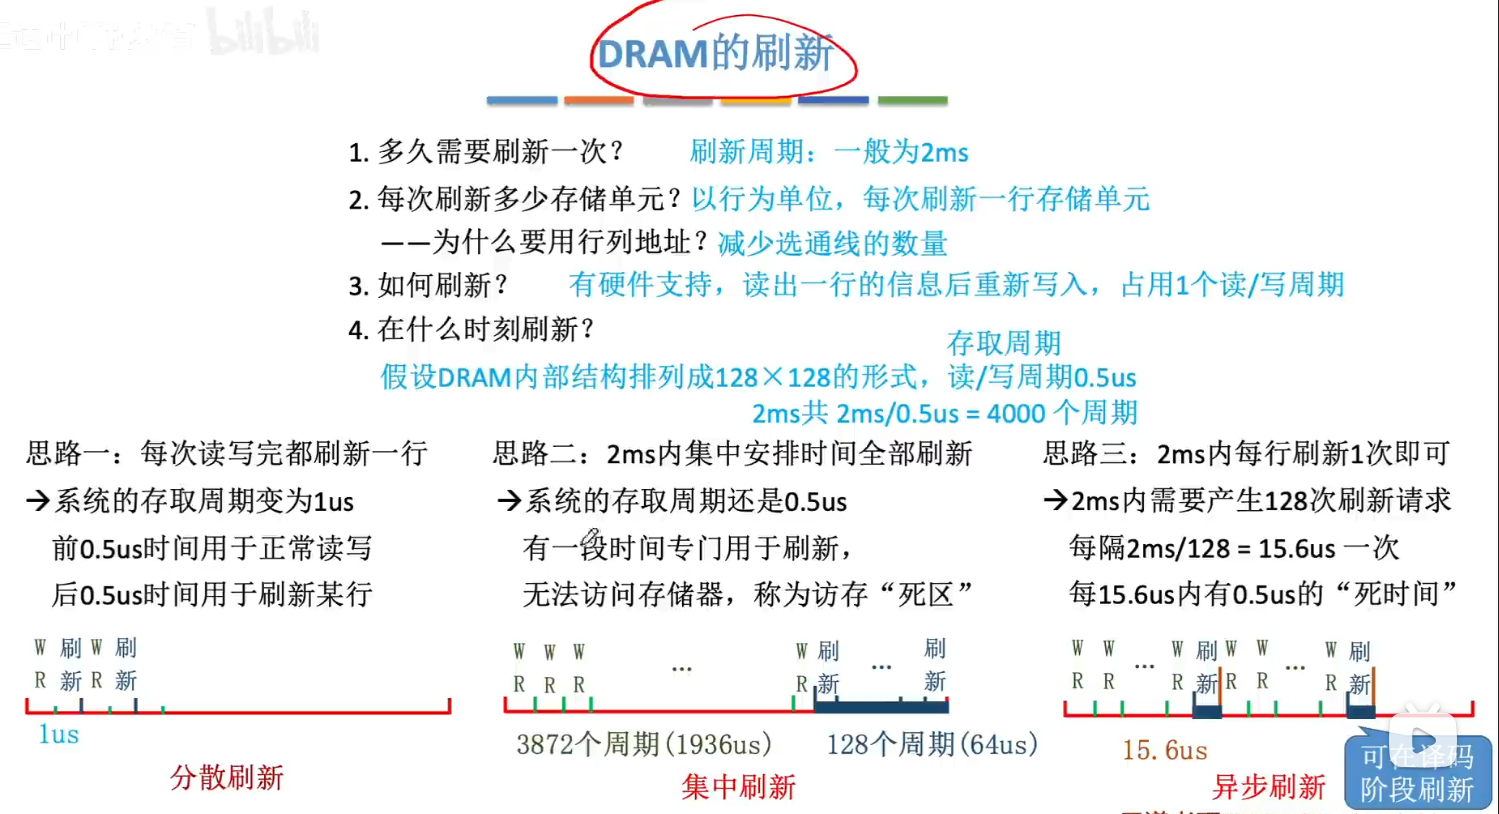 bilibili
DRAM的刷新
1. 多久需要刷新一次? 刷新周期：一般为2ms
2. 每次刷新多少存储单元? 以行为单位，每次刷新一行存储单元
——为什么要用行列地址? 减少选通线的数量
3. 如何刷新? 有硬件支持，读出一行的信息后重新写入，占用1个读/写周期
4. 在什么时刻刷新?
存取周期
假设DRAM内部结构排列成128×128的形式，读/写周期0.5us
2ms共 2ms/0.5us = 4000 个周期
思路一：每次读写完都刷新一行
→系统的存取周期变为1us
前0.5us时间用于正常读写
后0.5us时间用于刷新某行
W 刷 W 刷
R 新 R 新
1us
分散刷新
思路二：2ms内集中安排时间全部刷新
→系统的存取周期还是0.5us
有一段时间专门用于刷新，
无法访问存储器，称为访存“死区”
W W W ... W 刷 ... 刷
R R R R 新 新
3872个周期(1936us) 128个周期(64us)
集中刷新
思路三：2ms内每行刷新1次即可
→2ms内需要产生128次刷新请求
每隔2ms/128 = 15.6us 一次
每15.6us内有0.5us的“死时间”
W W ... W 刷 W W ... W 刷
R R R 新 R R R 新
15.6us
异步刷新
可在译码
阶段刷新